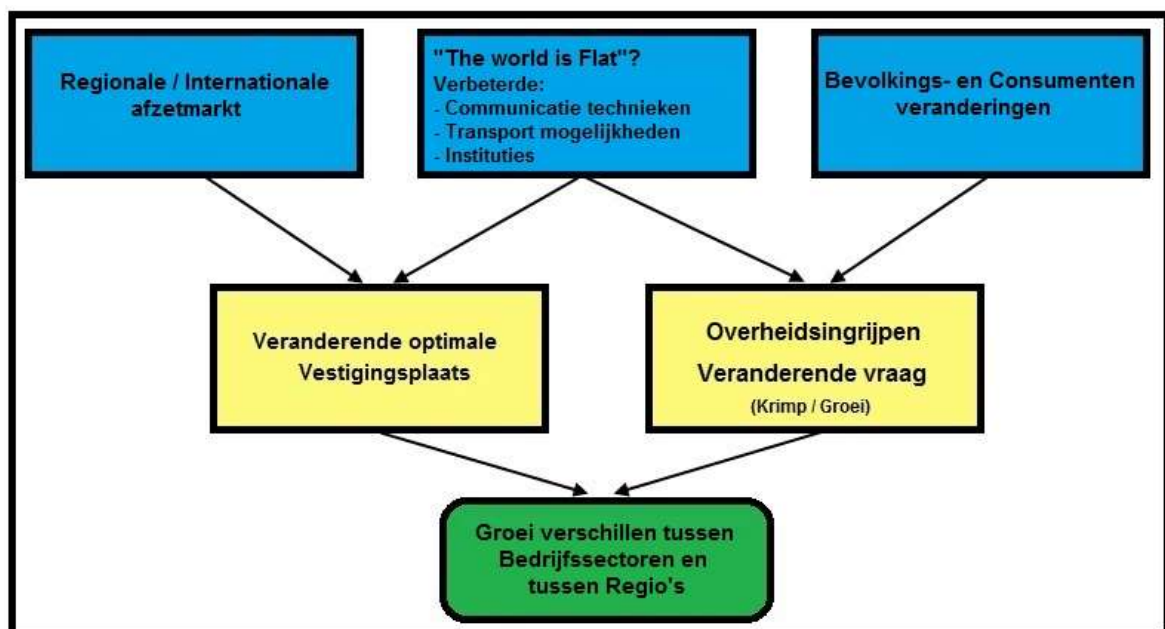 Regionale / Internationale
afzetmarkt
"The world is Flat"?
Verbeterde:
- Communicatie technieken
- Transport mogelijkheden
- Instituties
Bevolkings- en Consumenten
veranderingen
Veranderende optimale
Vestigingsplaats
Overheidsingrijpen
Veranderende vraag
(Krimp / Groei)
Groei verschillen tussen
Bedrijfssectoren en
tussen Regio's